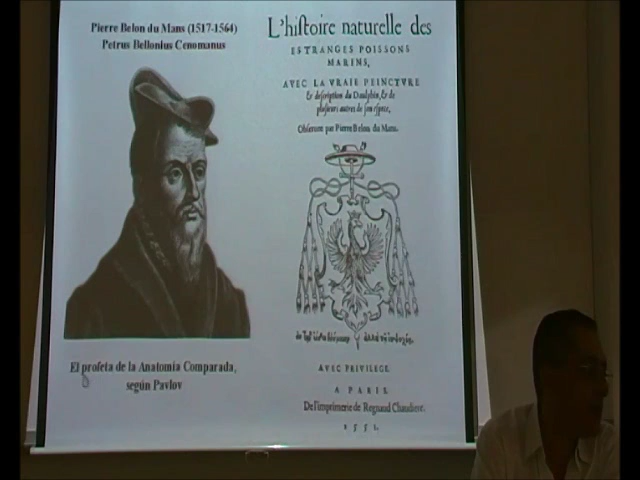 Pierre Belon du Mans (1517-1564)
Petrus Bellonius Cenomanus
El profeta de la Anatomía Comparada,
según Pavlov
L'histoire naturelle des
ESTRANGES POISSONS
MARINS,
AVEC LA VRAIE PEINCTVRE
& description du Daulphin, & de
plusieurs autres de son espece,
Obseruee par Pierre Belon du Mans.
AVEC PRIVILEGE
A PARIS
De l'imprimerie de Regnaud Chaudiere.
1551.